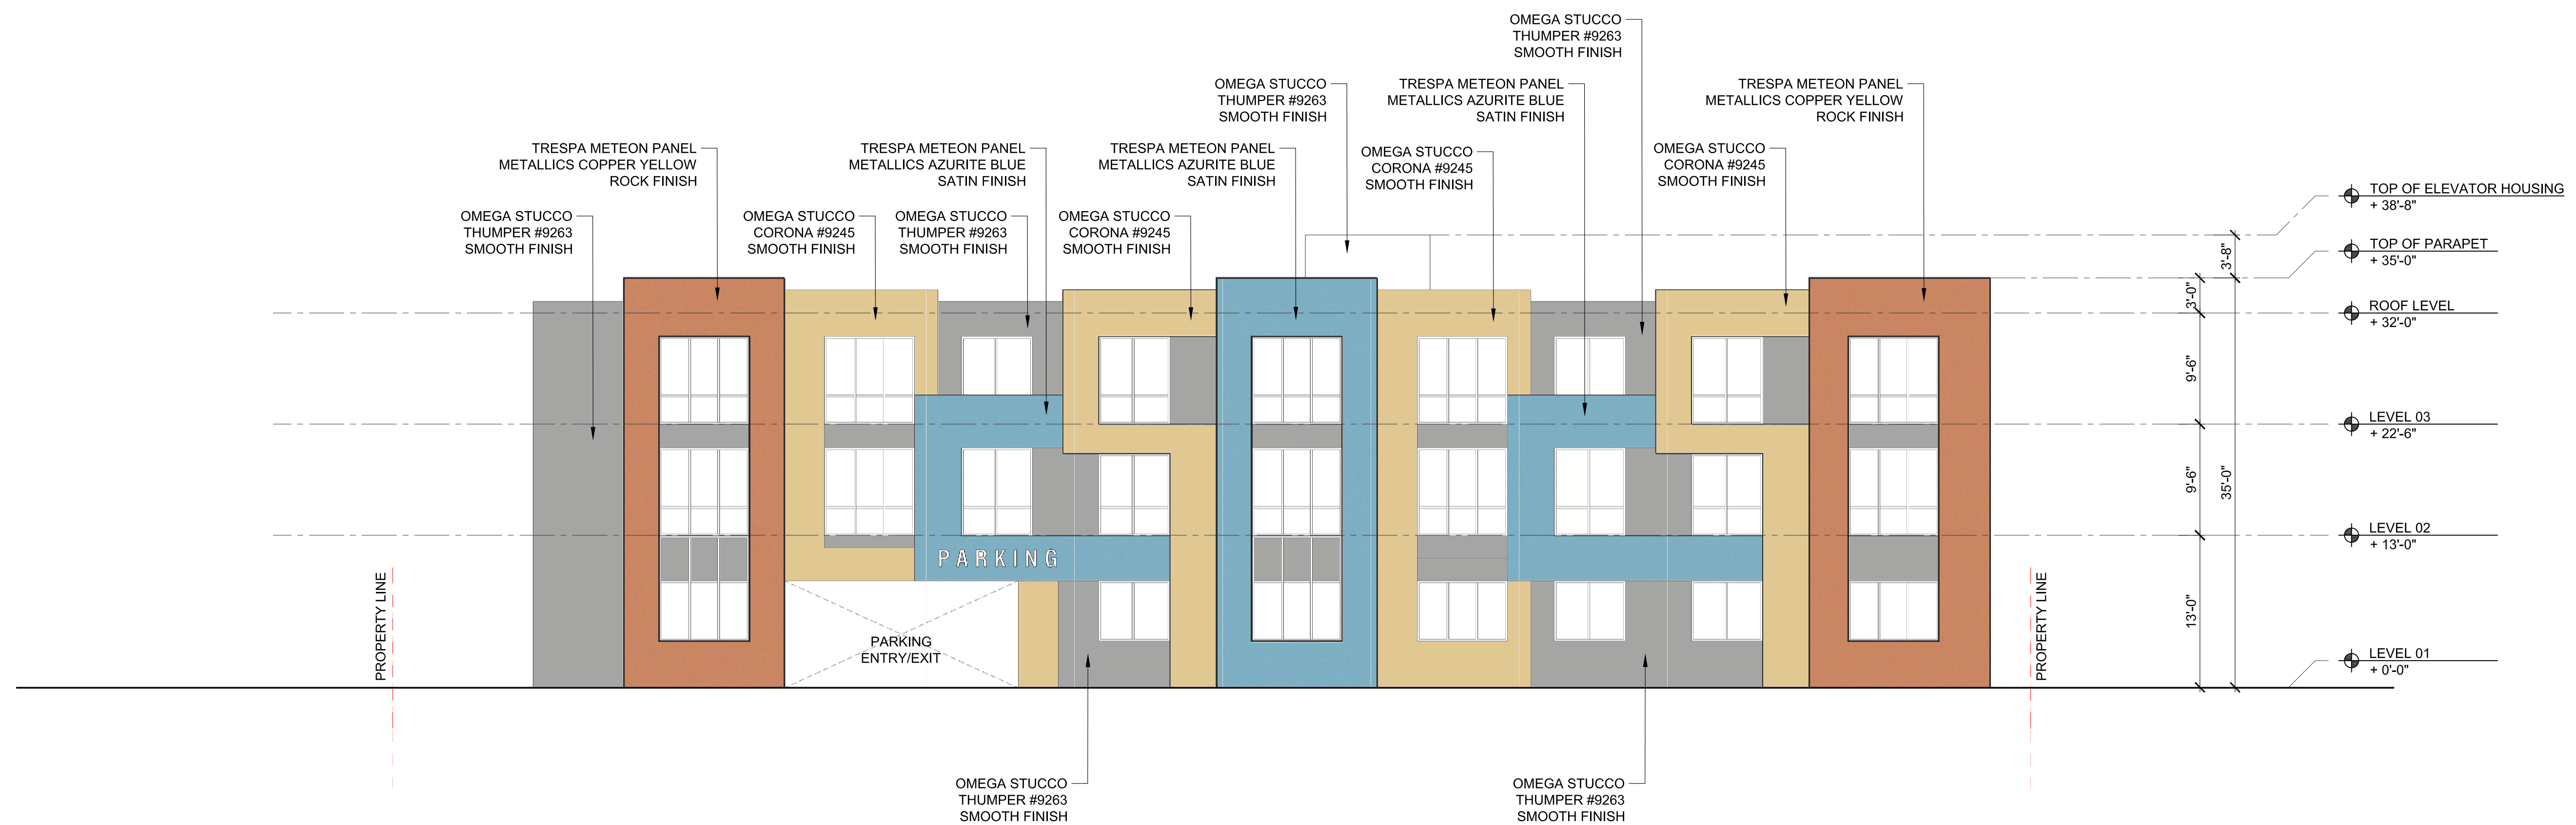 OMEGA STUCCO
THUMPER #9263
SMOOTH FINISH
OMEGA STUCCO
THUMPER #9263
SMOOTH FINISH
TRESPA METEON PANEL
METALLICS AZURITE BLUE
SATIN FINISH
TRESPA METEON PANEL
METALLICS COPPER YELLOW
ROCK FINISH
TRESPA METEON PANEL
METALLICS COPPER YELLOW
ROCK FINISH
TRESPA METEON PANEL
METALLICS AZURITE BLUE
SATIN FINISH
TRESPA METEON PANEL
METALLICS AZURITE BLUE
SATIN FINISH
OMEGA STUCCO
CORONA #9245
SMOOTH FINISH
OMEGA STUCCO
CORONA #9245
SMOOTH FINISH
OMEGA STUCCO
THUMPER #9263
SMOOTH FINISH
OMEGA STUCCO
CORONA #9245
SMOOTH FINISH
OMEGA STUCCO
THUMPER #9263
SMOOTH FINISH
OMEGA STUCCO
CORONA #9245
SMOOTH FINISH
TOP OF ELEVATOR HOUSING
+ 38'-8"
TOP OF PARAPET
+ 35'-0"
ROOF LEVEL
+ 32'-0"
LEVEL 03
+ 22'-6"
LEVEL 02
+ 13'-0"
LEVEL 01
+ 0'-0"
3'-8"
3'-0"
9'-6"
9'-6"
35'-0"
13'-0"
PARKING
PARKING
ENTRY/EXIT
PROPERTY LINE
PROPERTY LINE
OMEGA STUCCO
THUMPER #9263
SMOOTH FINISH
OMEGA STUCCO
THUMPER #9263
SMOOTH FINISH